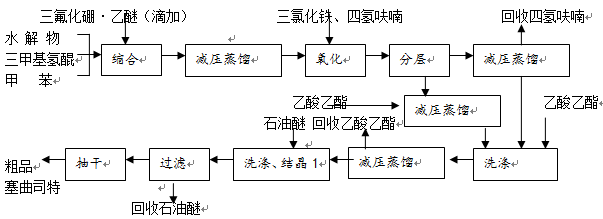 三氟化硼·乙醚（滴加）
三氯化铁、四氢呋喃
回收四氢呋喃
水 解 物
三甲基氢醌
甲 苯
缩合
减压蒸馏
氧化
分层
减压蒸馏
乙酸乙酯
减压蒸馏
乙酸乙酯
石油醚
回收乙酸乙酯
粗品
塞曲司特
抽干
过滤
洗涤、结晶1
减压蒸馏
洗涤
回收石油醚